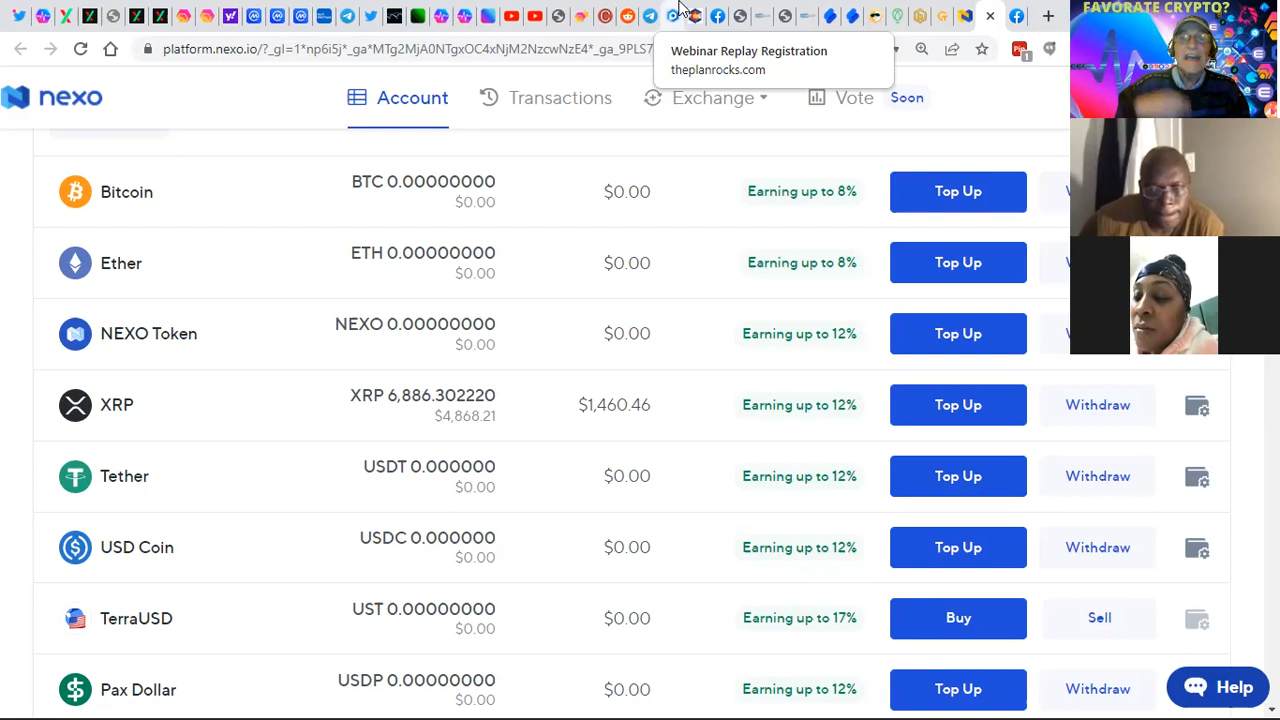 FAVORATE CRYPTO?
platform.nexo.io/?_gl=1*np6i5j*_ga*MTg2MjA0NTgxOC4xNjM2NzcwNzE4*_ga_9PLS7
Webinar Replay Registration
theplanrocks.com
nexo
Account
Transactions
Exchange
Vote
Soon
Bitcoin
BTC 0.00000000
$0.00
$0.00
Earning up to 8%
Top Up
Ether
ETH 0.00000000
$0.00
$0.00
Earning up to 8%
Top Up
NEXO Token
NEXO 0.00000000
$0.00
$0.00
Earning up to 12%
Top Up
XRP
XRP 6,886.302220
$4,868.21
$1,460.46
Earning up to 12%
Top Up
Withdraw
Tether
USDT 0.000000
$0.00
$0.00
Earning up to 12%
Top Up
Withdraw
USD Coin
USDC 0.0000000
$0.00
$0.00
Earning up to 12%
Top Up
Withdraw
TerraUSD
UST 0.00000000
$0.00
$0.00
Earning up to 17%
Buy
Sell
Pax Dollar
USDP 0.00000000
$0.00
$0.00
Earning up to 12%
Top Up
Withdraw
Help